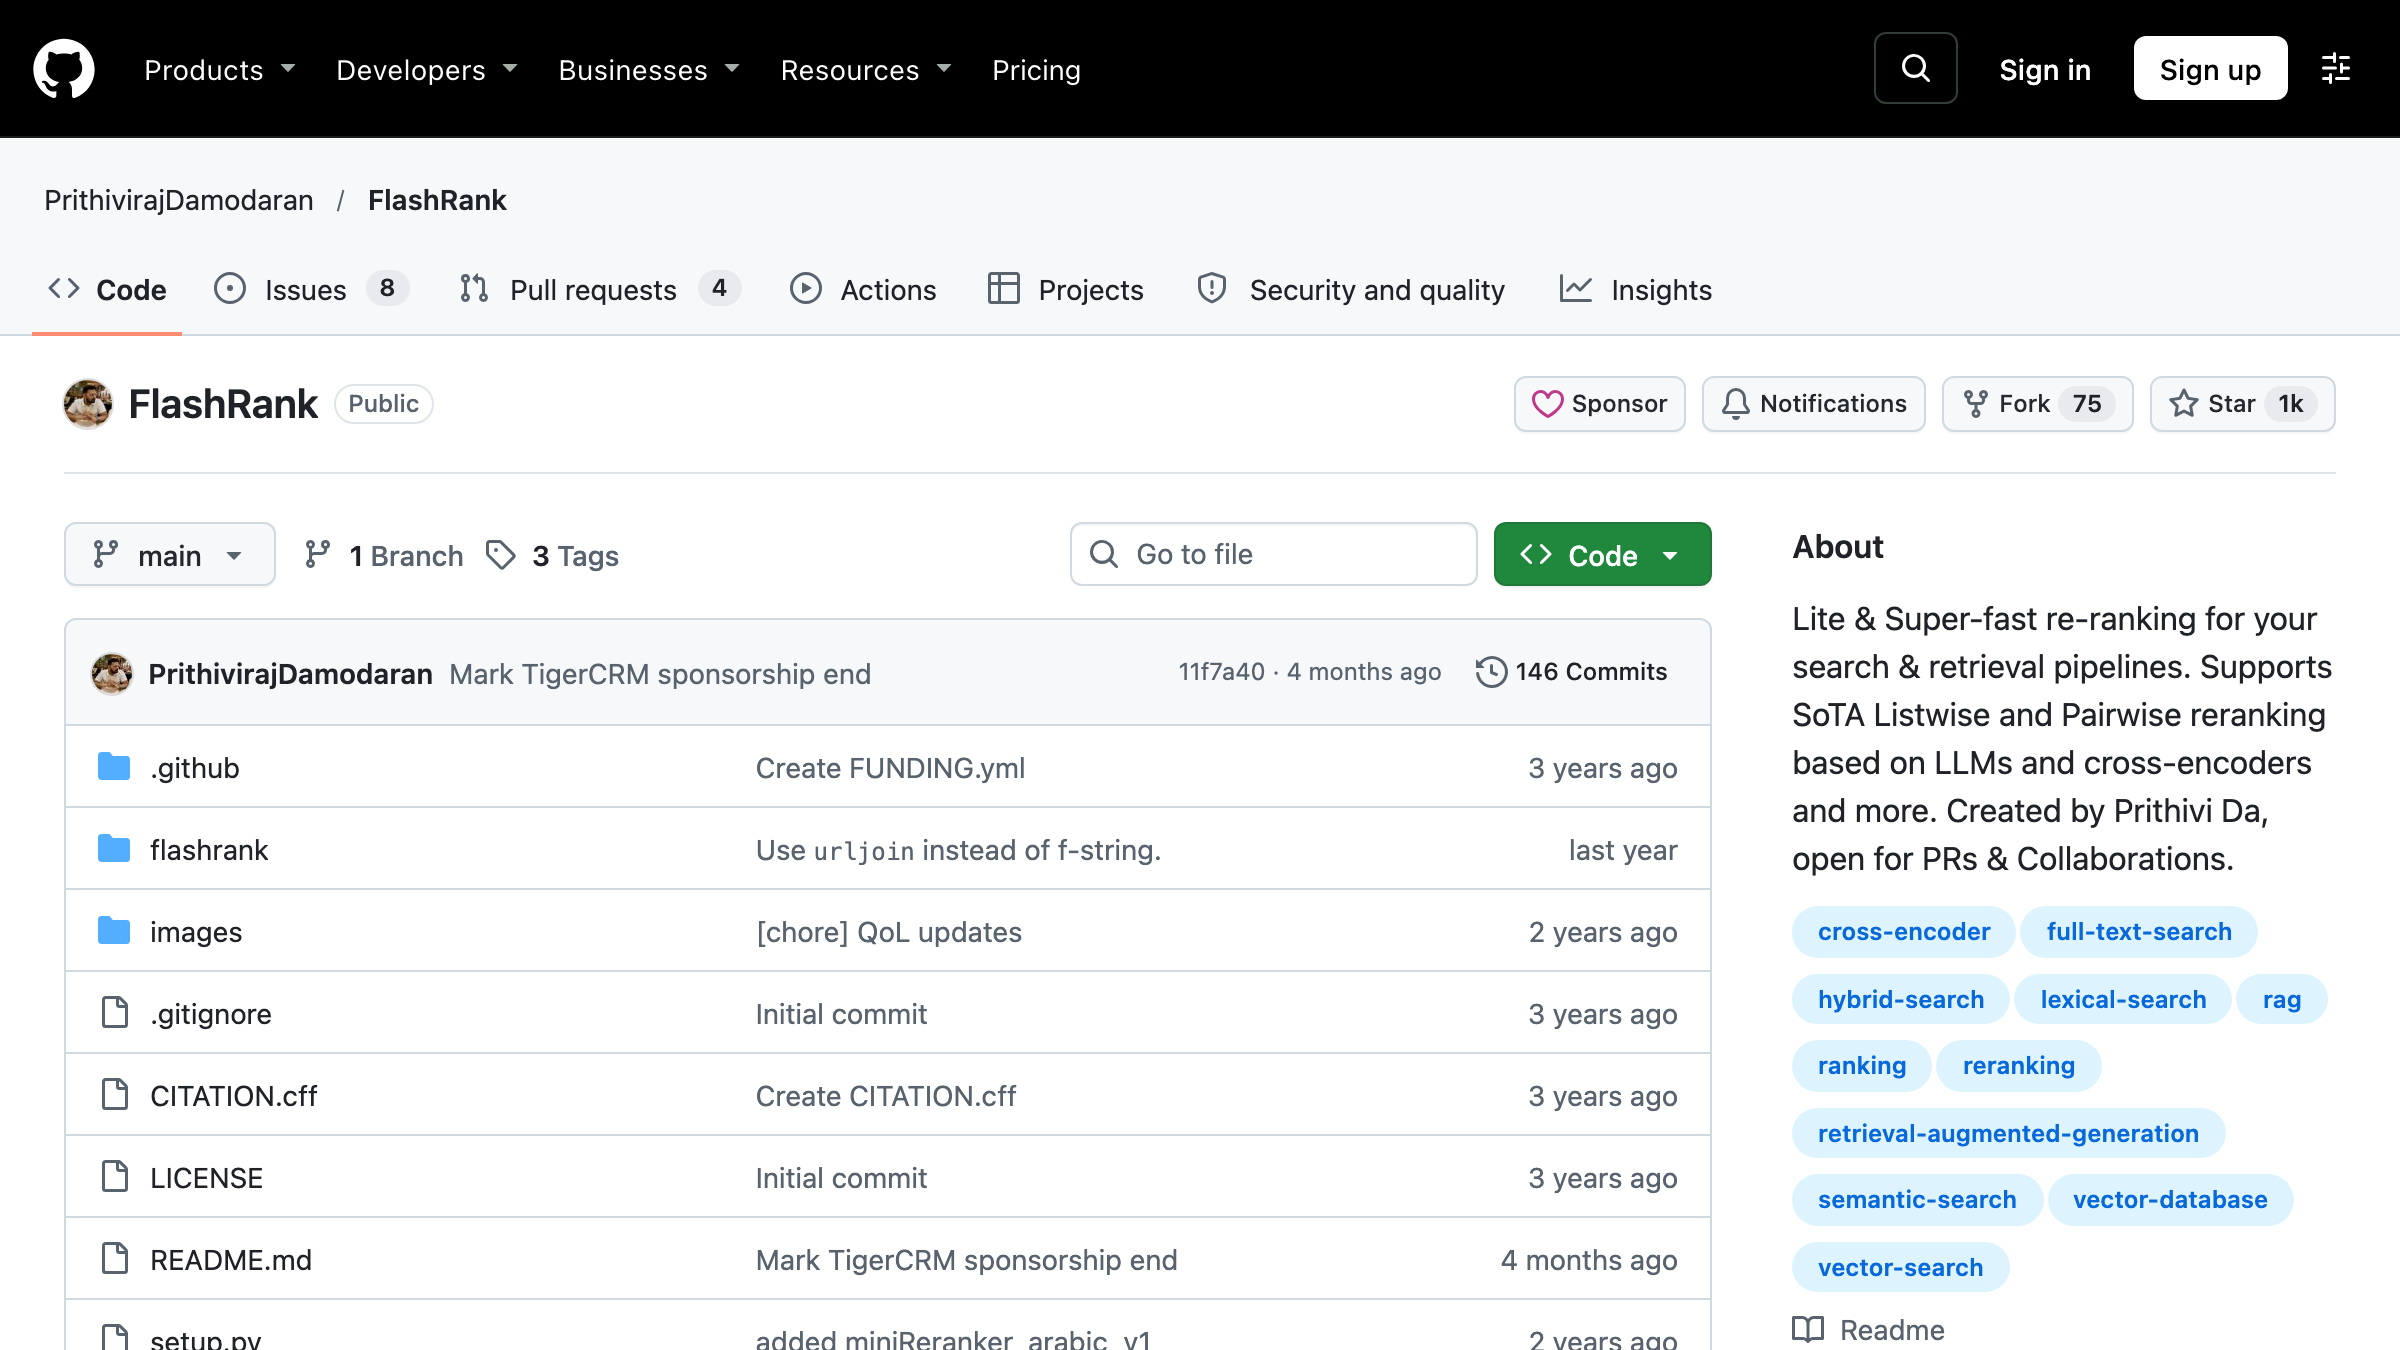 Products Developers Businesses Resources Pricing Sign in Sign up
PrithivirajDamodaran / FlashRank
Code Issues 8 Pull requests 4 Actions Projects Security and quality Insights
FlashRank Public Sponsor Notifications Fork 75 Star 1k
main 1 Branch 3 Tags Go to file Code
PrithivirajDamodaran Mark TigerCRM sponsorship end 11f7a40 · 4 months ago 146 Commits
.github Create FUNDING.yml 3 years ago
flashrank Use urljoin instead of f-string. last year
images [chore] QoL updates 2 years ago
.gitignore Initial commit 3 years ago
CITATION.cff Create CITATION.cff 3 years ago
LICENSE Initial commit 3 years ago
README.md Mark TigerCRM sponsorship end 4 months ago
setup.py added miniReranker_arabic_v1 2 years ago
About
Lite & Super-fast re-ranking for your
search & retrieval pipelines. Supports
SoTA Listwise and Pairwise reranking
based on LLMs and cross-encoders
and more. Created by Prithivi Da,
open for PRs & Collaborations.
cross-encoder full-text-search
hybrid-search lexical-search rag
ranking reranking
retrieval-augmented-generation
semantic-search vector-database
vector-search
Readme